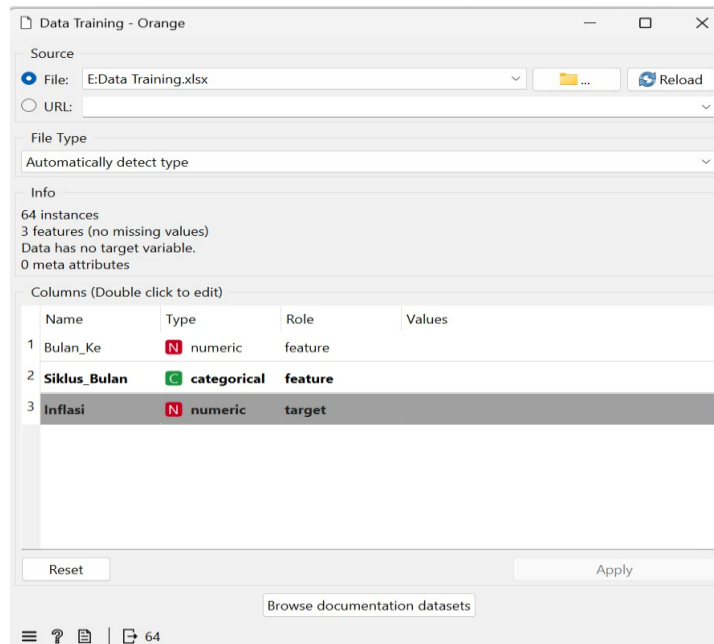 Data Training - Orange
Source
File: E:Data Training.xlsx ... Reload
URL:
File Type
Automatically detect type
Info
64 instances
3 features (no missing values)
Data has no target variable.
0 meta attributes
Columns (Double click to edit)
Name Type Role Values
1 Bulan_Ke N numeric feature
2 Siklus_Bulan C categorical feature
3 Inflasi N numeric target
Reset Apply
Browse documentation datasets
? 64